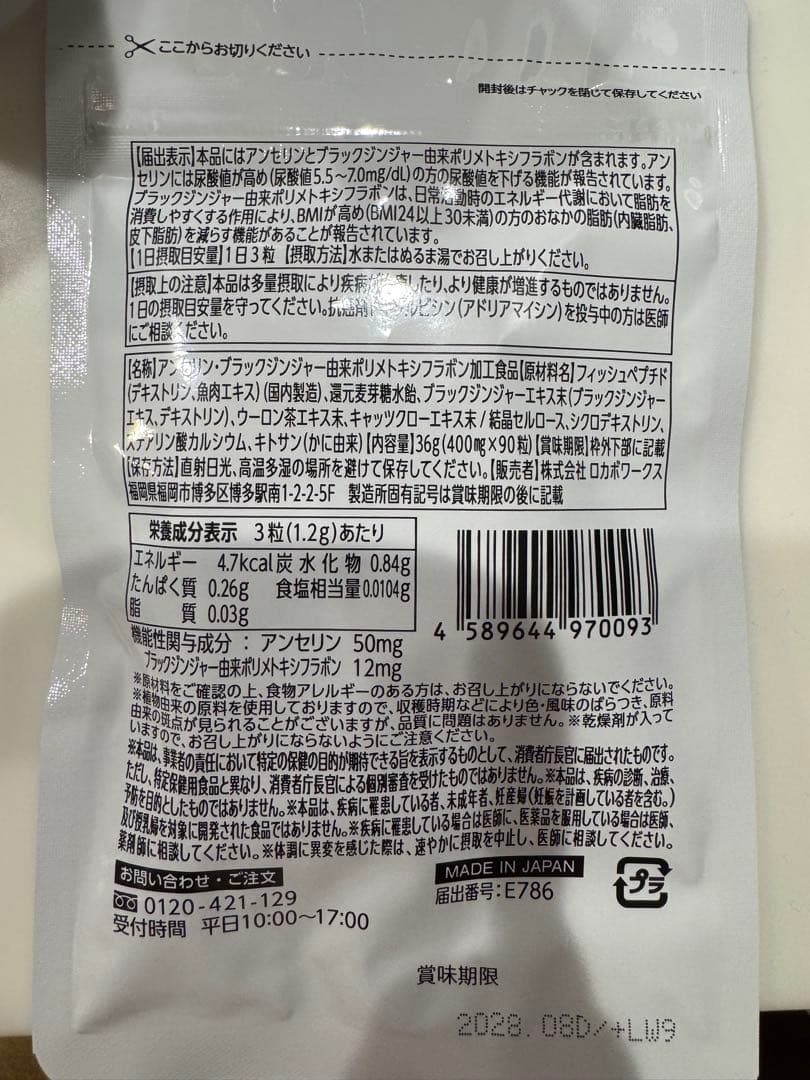 ここからお切りください
開封後はチャックを閉じて保存してください
【届出表示】本品にはアンセリンとブラックジンジャー由来ポリメトキシフラボンが含まれます。アン
セリンには尿酸値が高め(尿酸値5.5～7.0mg/dL)の方の尿酸値を下げる機能が報告されています。
ブラックジンジャー由来ポリメトキシフラボンは、日常活動時のエネルギー代謝において脂肪を
消費しやすくする作用により、BMIが高め(BMI24以上30未満)の方のおなかの脂肪(内臓脂肪、
皮下脂肪)を減らす機能があることが報告されています。
【1日摂取目安量】1日3粒【摂取方法】水またはぬるま湯でお召し上がりください。
【摂取上の注意】本品は多量摂取により疾病が したり、より健康が増進するものではありません。
1日の摂取目安量を守ってください。抗癌剤 ルビシン(アドリアマイシン)を投与中の方は医師
にご相談ください。
【名称】アンセリン・ブラックジンジャー由来ポリメトキシフラボン加工食品【原材料名】フィッシュペプチド
(デキストリン、魚肉エキス)(国内製造)、還元麦芽糖水飴、ブラックジンジャーエキス末(ブラックジンジャー
エキス、デキストリン)、ウーロン茶エキス末、キャッツクローエキス末/結晶セルロース、シクロデキストリン、
ステアリン酸カルシウム、キトサン(かに由来)【内容量】36g(400mg×90粒)【賞味期限】枠外下部に記載
【保存方法】直射日光、高温多湿の場所を避けて保存してください。【販売者】株式会社 ロカボワークス
福岡県福岡市博多区博多駅南1-2-2-5F 製造所固有記号は賞味期限の後に記載
栄養成分表示 3粒(1.2g)あたり
エネルギー 4.7kcal 炭水化物 0.84g
たんぱく質 0.26g 食塩相当量 0.0104g
脂質 0.03g
機能性関与成分：アンセリン 50mg
ブラックジンジャー由来ポリメトキシフラボン 12mg
4 589644 970093
※原材料をご確認の上、食物アレルギーのある方は、お召し上がりにならないでください。
※植物由来の原料を使用しておりますので、収穫時期などにより色・風味のばらつき、原料
由来の斑点が見られることがございますが、品質に問題はありません。※乾燥剤が入って
いますので、お召し上がりにならないようにご注意ください。
※本品は、事業者の責任において特定の保健の目的が期待できる旨を表示するものとして、消費者庁長官に届出されたものです。
ただし、特定保健用食品と異なり、消費者庁長官による個別審査を受けたものではありません。※本品は、疾病の診断、治療、
予防を目的としたものではありません。※本品は、疾病に罹患している者、未成年者、妊産婦(妊娠を計画している者を含む。)
及び授乳婦を対象に開発された食品ではありません。※疾病に罹患している場合は医師に、医薬品を服用している場合は医師、
薬剤師に相談してください。※体調に異変を感じた際は、速やかに摂取を中止し、医師に相談してください。
お問い合わせ・ご注文
0120-421-129
受付時間 平日10:00～17:00
MADE IN JAPAN
届出番号：E786
プラ
賞味期限
2028.08D/+LW9